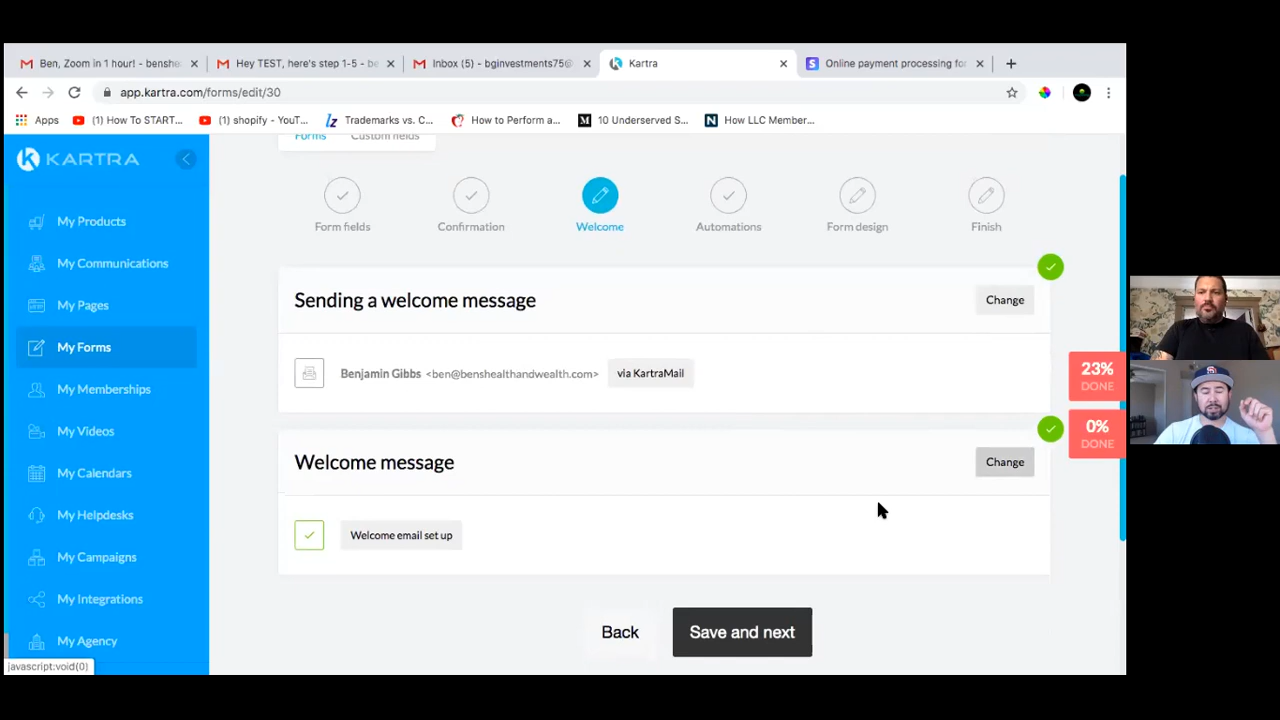 Ben, Zoom in 1 hour! - benshe
Hey TEST, here's step 1-5 - be
Inbox (5) - bginvestments75@
Kartra
Online payment processing for
app.kartra.com/forms/edit/30
Apps
(1) How To START...
(1) shopify - YouT...
Trademarks vs. C...
How to Perform a...
10 Underserved S...
How LLC Member...
KARTRA
Forms
Custom fields
My Products
My Communications
My Pages
My Forms
My Memberships
My Videos
My Calendars
My Helpdesks
My Campaigns
My Integrations
My Agency
javascript:void(0)
Form fields
Confirmation
Welcome
Automations
Form design
Finish
Sending a welcome message
Change
Benjamin Gibbs <ben@benshealthandwealth.com>
via KartraMail
23%
DONE
0%
DONE
Welcome message
Change
Welcome email set up
Back
Save and next